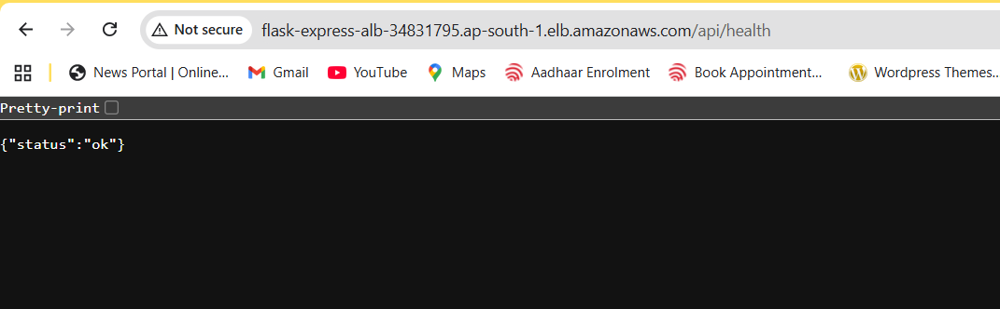 Not secure flask-express-alb-34831795.ap-south-1.elb.amazonaws.com/api/health
News Portal | Online... Gmail YouTube Maps Aadhaar Enrolment Book Appointment... Wordpress Themes...
Pretty-print
{"status":"ok"}